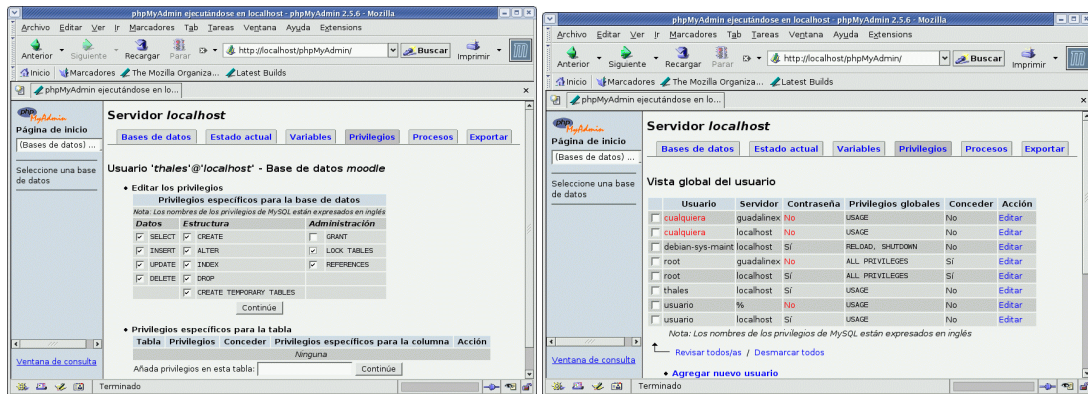 phpMyAdmin ejecutándose en localhost - phpMyAdmin 2.5.6 - Mozilla
Archivo Editar Ver Ir Marcadores Tab Tareas Ventana Ayuda Extensions
Anterior Siguiente Recargar Parar http://localhost/phpMyAdmin/ Buscar Imprimir
Inicio Marcadores The Mozilla Organiza... Latest Builds
phpMyAdmin ejecutándose en lo...
php
MyAdmin
Página de inicio
(Bases de datos) ...
Seleccione una base
de datos
Ventana de consulta
Servidor localhost
Bases de datos Estado actual Variables Privilegios Procesos Exportar
Usuario 'thales'@'localhost' - Base de datos moodle
Editar los privilegios
Privilegios específicos para la base de datos
Nota: Los nombres de los privilegios de MySQL están expresados en inglés
Datos Estructura Administración
SELECT CREATE GRANT
INSERT ALTER LOCK TABLES
UPDATE INDEX REFERENCES
DELETE DROP
CREATE TEMPORARY TABLES
Continúe
Privilegios específicos para la tabla
Tabla Privilegios Conceder Privilegios específicos para la columna Acción
Ninguna
Añada privilegios en esta tabla: Continúe
Terminado
phpMyAdmin ejecutándose en localhost - phpMyAdmin 2.5.6 - Mozilla
Archivo Editar Ver Ir Marcadores Tab Tareas Ventana Ayuda Extensions
Anterior Siguiente Recargar Parar http://localhost/phpMyAdmin/ Buscar Imprimir
Inicio Marcadores The Mozilla Organiza... Latest Builds
phpMyAdmin ejecutándose en lo...
php
MyAdmin
Página de inicio
(Bases de datos) ...
Seleccione una base
de datos
Ventana de consulta
Servidor localhost
Bases de datos Estado actual Variables Privilegios Procesos Exportar
Vista global del usuario
Usuario Servidor Contraseña Privilegios globales Conceder Acción
cualquiera guadalinex No USAGE No Editar
cualquiera localhost No USAGE No Editar
debian-sys-maint localhost Sí RELOAD, SHUTDOWN No Editar
root guadalinex No ALL PRIVILEGES Sí Editar
root localhost Sí ALL PRIVILEGES Sí Editar
thales localhost Sí USAGE No Editar
usuario % No USAGE No Editar
usuario localhost Sí USAGE No Editar
Nota: Los nombres de los privilegios de MySQL están expresados en inglés
Revisar todos/as / Desmarcar todos
Agregar nuevo usuario
Terminado